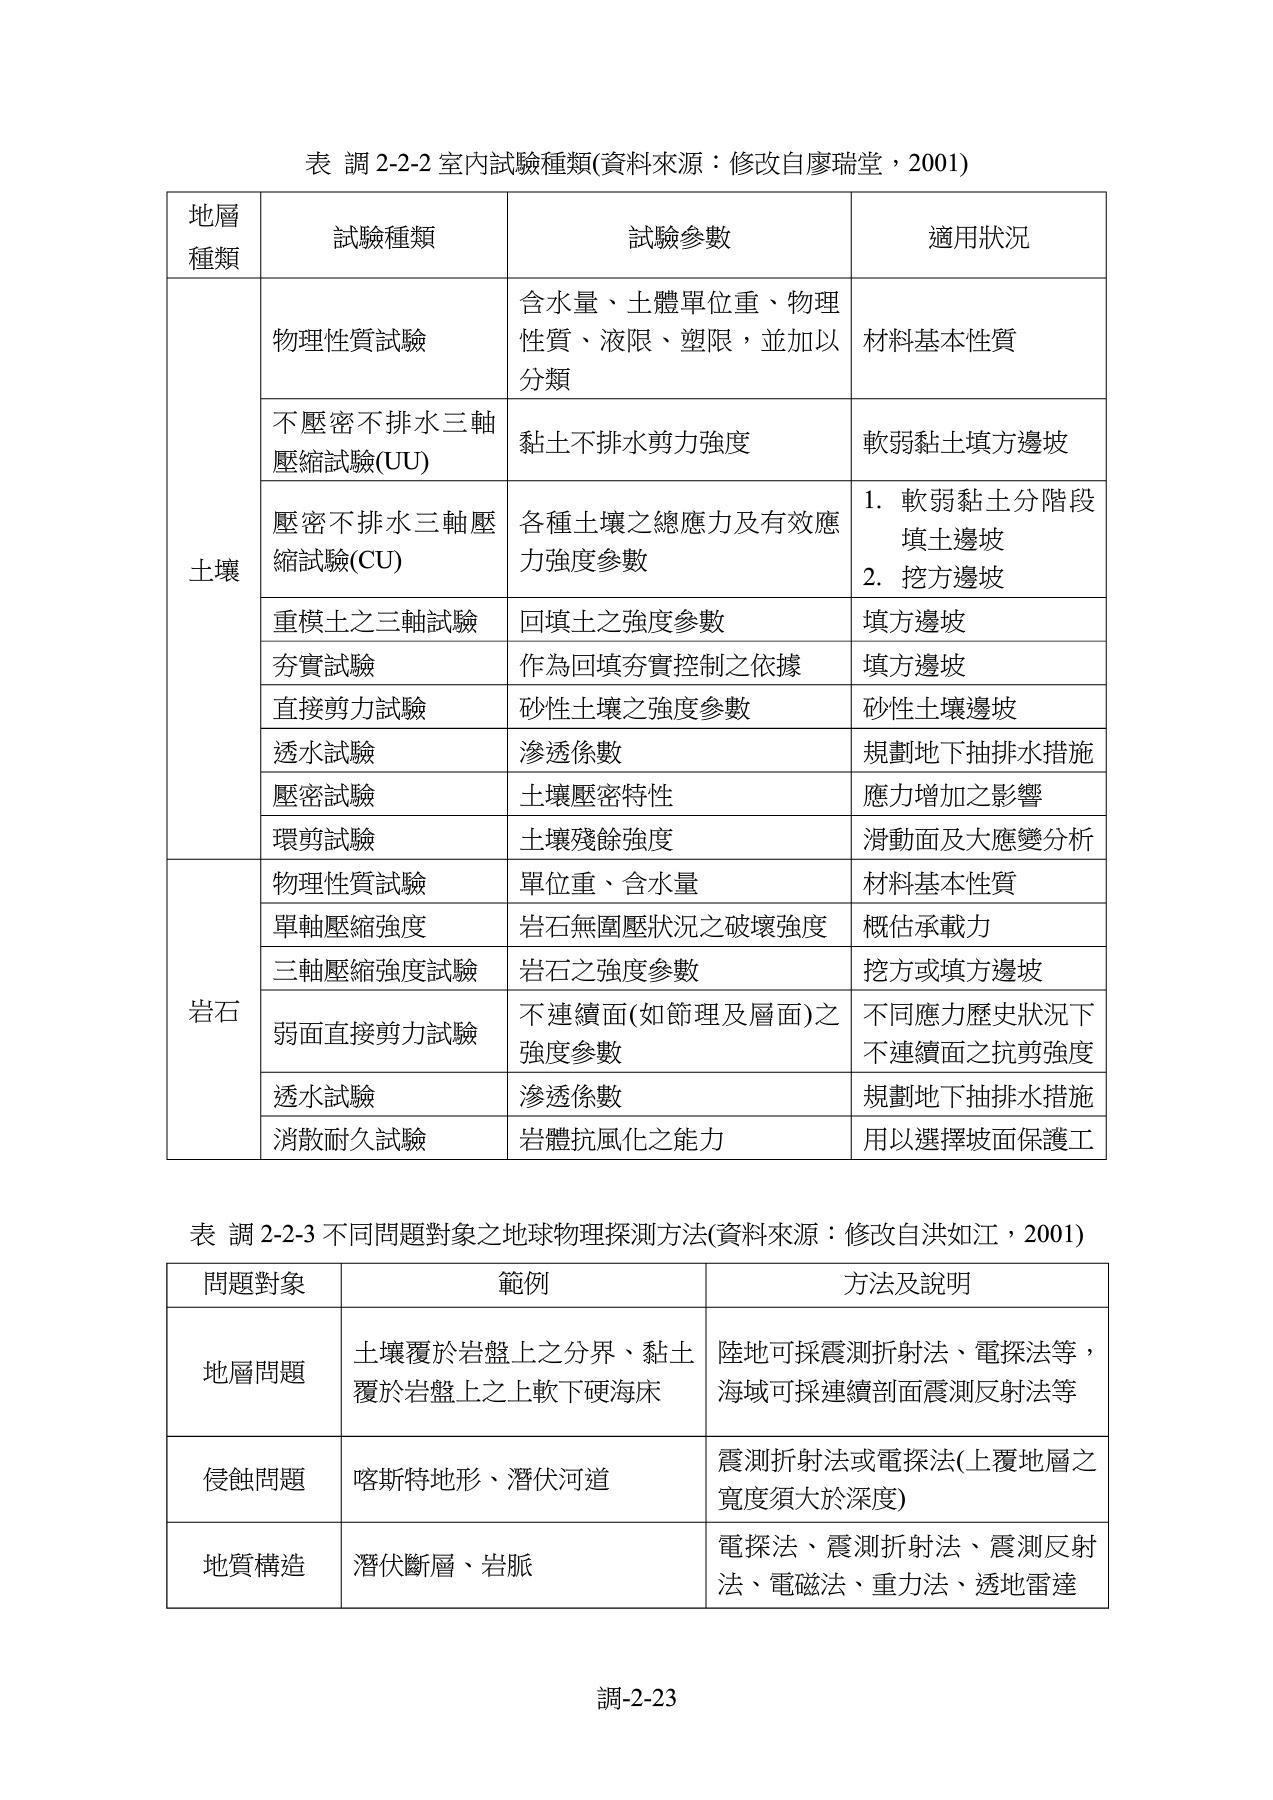 表 調 2-2-2 室內試驗種類(資料來源：修改自廖瑞堂，2001)
地層
種類
試驗種類
試驗參數
適用狀況
土壤
物理性質試驗
含水量、土體單位重、物理
性質、液限、塑限，並加以
分類
材料基本性質
不壓密不排水三軸
壓縮試驗(UU)
黏土不排水剪力強度
軟弱黏土填方邊坡
壓密不排水三軸壓
縮試驗(CU)
各種土壤之總應力及有效應
力強度參數
1. 軟弱黏土分階段
填土邊坡
2. 挖方邊坡
重模土之三軸試驗
回填土之強度參數
填方邊坡
夯實試驗
作為回填夯實控制之依據
填方邊坡
直接剪力試驗
砂性土壤之強度參數
砂性土壤邊坡
透水試驗
滲透係數
規劃地下抽排水措施
壓密試驗
土壤壓密特性
應力增加之影響
環剪試驗
土壤殘餘強度
滑動面及大應變分析
岩石
物理性質試驗
單位重、含水量
材料基本性質
單軸壓縮強度
岩石無圍壓狀況之破壞強度
概估承載力
三軸壓縮強度試驗
岩石之強度參數
挖方或填方邊坡
弱面直接剪力試驗
不連續面(如節理及層面)之
強度參數
不同應力歷史狀況下
不連續面之抗剪強度
透水試驗
滲透係數
規劃地下抽排水措施
消散耐久試驗
岩體抗風化之能力
用以選擇坡面保護工
表 調 2-2-3 不同問題對象之地球物理探測方法(資料來源：修改自洪如江，2001)
問題對象
範例
方法及說明
地層問題
土壤覆於岩盤上之分界、黏土
覆於岩盤上之上軟下硬海床
陸地可採震測折射法、電探法等，
海域可採連續剖面震測反射法等
侵蝕問題
喀斯特地形、潛伏河道
震測折射法或電探法(上覆地層之
寬度須大於深度)
地質構造
潛伏斷層、岩脈
電探法、震測折射法、震測反射
法、電磁法、重力法、透地雷達
調-2-23